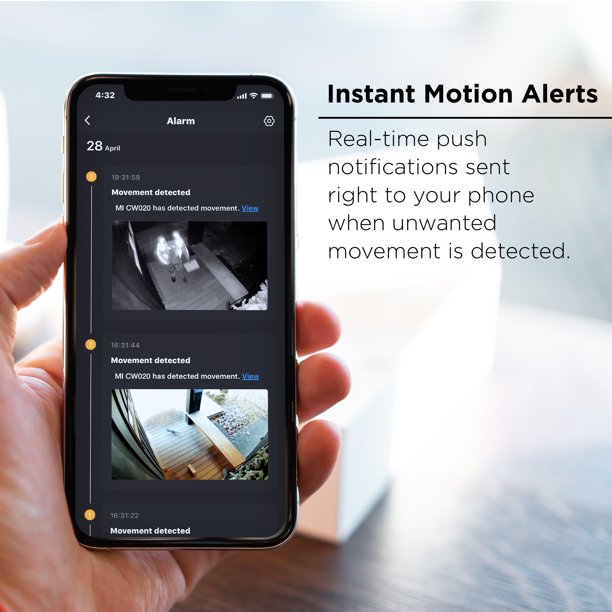 4:32
Alarm
28 April
19:31:59
Movement detected
MI CW020 has detected movement. View
16:31:44
Movement detected
MI CW020 has detected movement. View
16:31:22
Movement detected
Instant Motion Alerts
Real-time push
notifications sent
right to your phone
when unwanted
movement is detected.